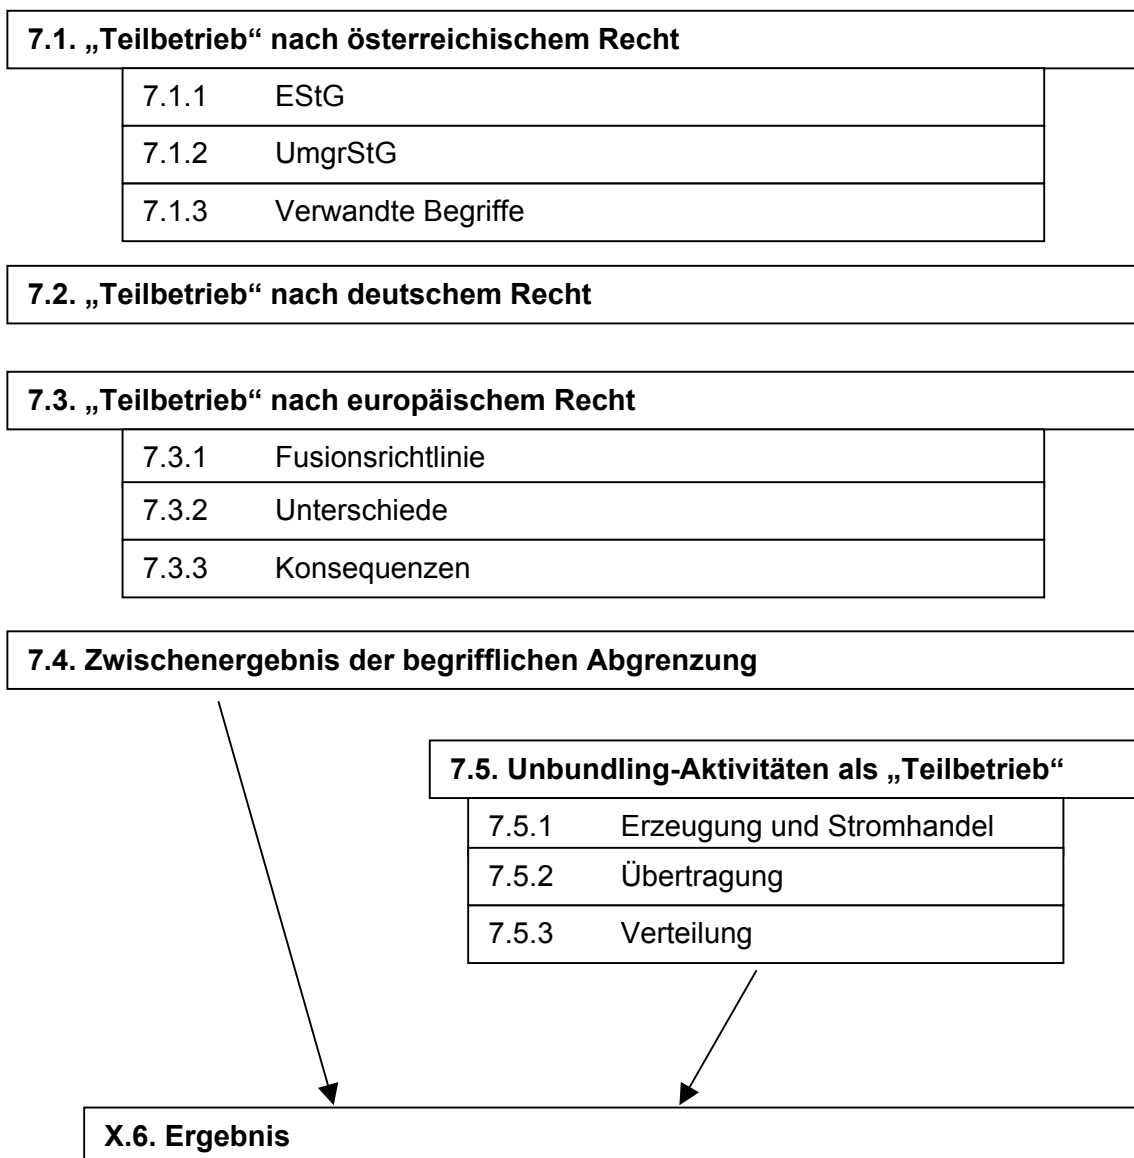 7.1. „Teilbetrieb“ nach österreichischem Recht
7.1.1 EStG
7.1.2 UmgrStG
7.1.3 Verwandte Begriffe
7.2. „Teilbetrieb“ nach deutschem Recht
7.3. „Teilbetrieb“ nach europäischem Recht
7.3.1 Fusionsrichtlinie
7.3.2 Unterschiede
7.3.3 Konsequenzen
7.4. Zwischenergebnis der begrifflichen Abgrenzung
7.5. Unbundling-Aktivitäten als „Teilbetrieb“
7.5.1 Erzeugung und Stromhandel
7.5.2 Übertragung
7.5.3 Verteilung
X.6. Ergebnis